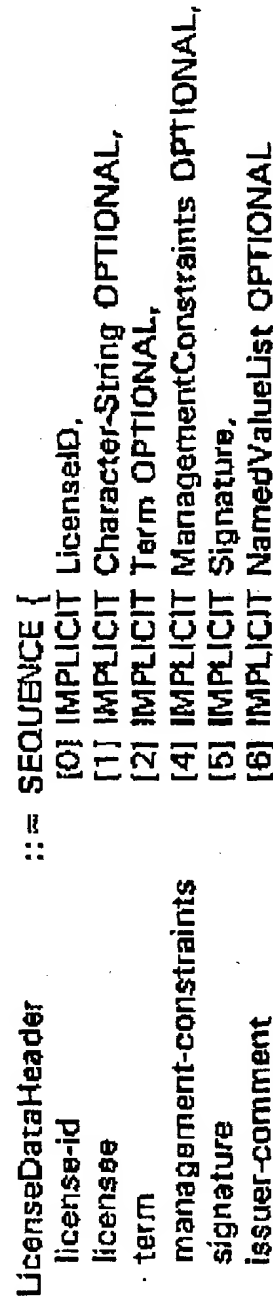 LicenseDataHeader ::= SEQUENCE {
license-id [0] IMPLICIT LicenseID,
licensee [1] IMPLICIT Character-String OPTIONAL,
term [2] IMPLICIT Term OPTIONAL,
management-constraints [4] IMPLICIT ManagementConstraints OPTIONAL,
signature [5] IMPLICIT Signature,
issuer-comment [6] IMPLICIT NamedValueList OPTIONAL